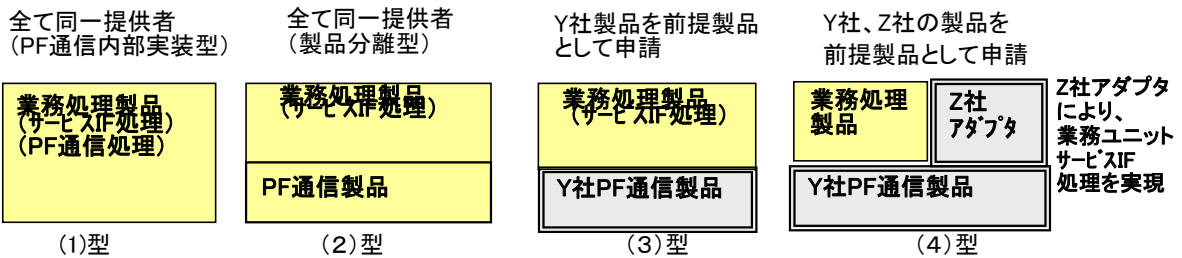 全て同一提供者
（PF通信内部実装型）
業務処理製品
（サービスIF処理）
（PF通信処理）
(1)型
全て同一提供者
（製品分離型）
業務処理製品
（サービスIF処理）
PF通信製品
（２）型
Y社製品を前提製品
として申請
業務処理製品
（サービスIF処理）
Y社PF通信製品
（３）型
Y社、Z社の製品を
前提製品として申請
業務処理
製品
Z社
アダプタ
Y社PF通信製品
Z社アダプタ
により、
業務ユニット
サービスIF
処理を実現
（４）型